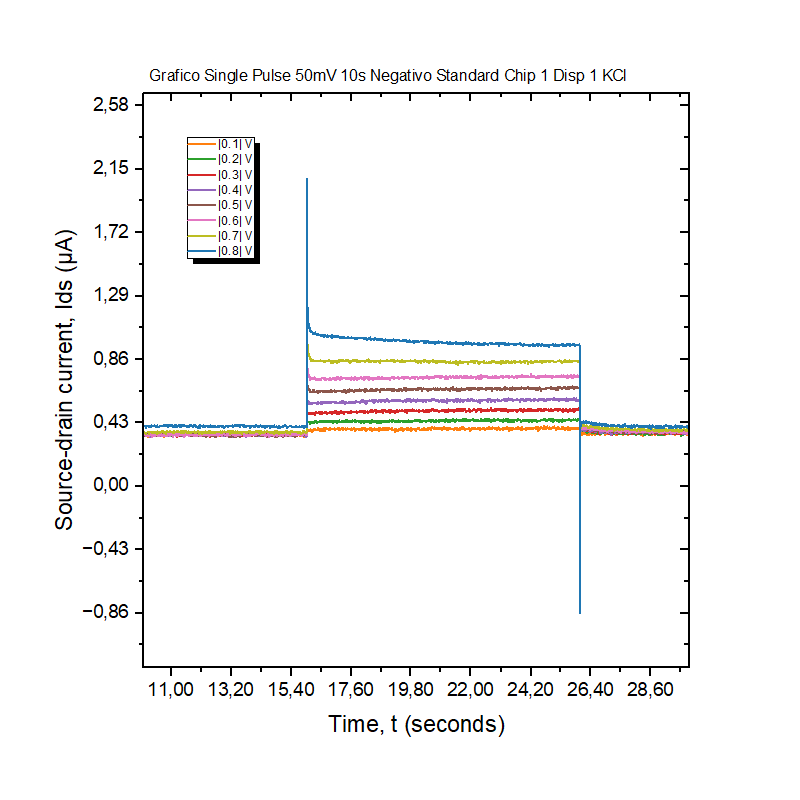 Grafico Single Pulse 50mV 10s Negativo Standard Chip 1 Disp 1 KCl
2,58
2,15
1,72
1,29
0,86
0,43
0,00
−0,43
−0,86
Source-drain current, Ids (µA)
|0.1| V
|0.2| V
|0.3| V
|0.4| V
|0.5| V
|0.6| V
|0.7| V
|0.8| V
11,00 13,20 15,40 17,60 19,80 22,00 24,20 26,40 28,60
Time, t (seconds)